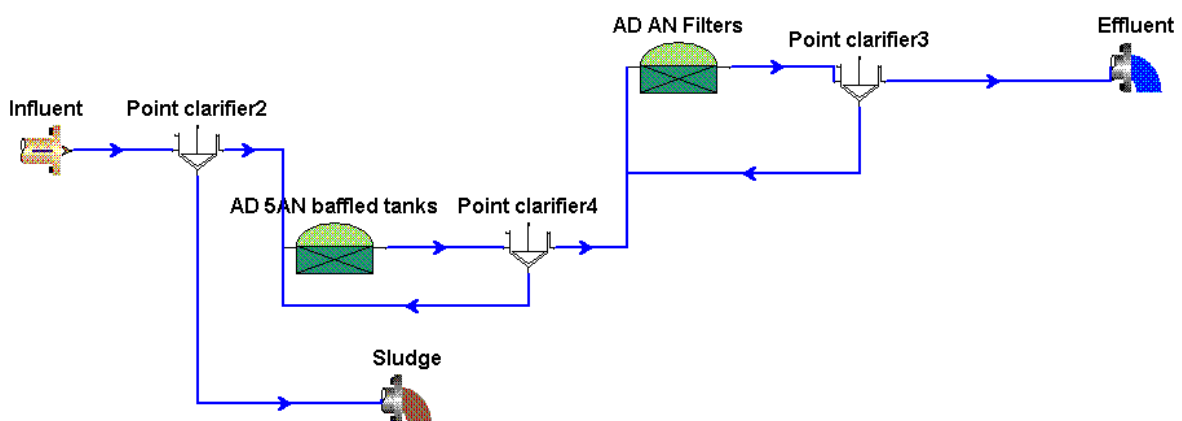 AD AN Filters
Point clarifier3
Effluent
Influent
Point clarifier2
AD 5AN baffled tanks
Point clarifier4
Sludge